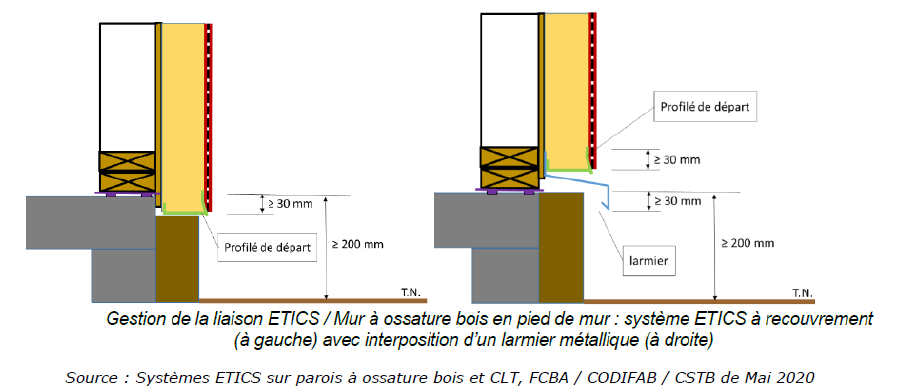 Profilé de départ
≥ 30 mm
≥ 30 mm
≥ 30 mm
Profilé de départ
≥ 200 mm
≥ 200 mm
larmier
T.N.
T.N.
Gestion de la liaison ETICS / Mur à ossature bois en pied de mur : système ETICS à recouvrement
(à gauche) avec interposition d'un larmier métallique (à droite)
Source : Systèmes ETICS sur parois à ossature bois et CLT, FCBA / CODIFAB / CSTB de Mai 2020